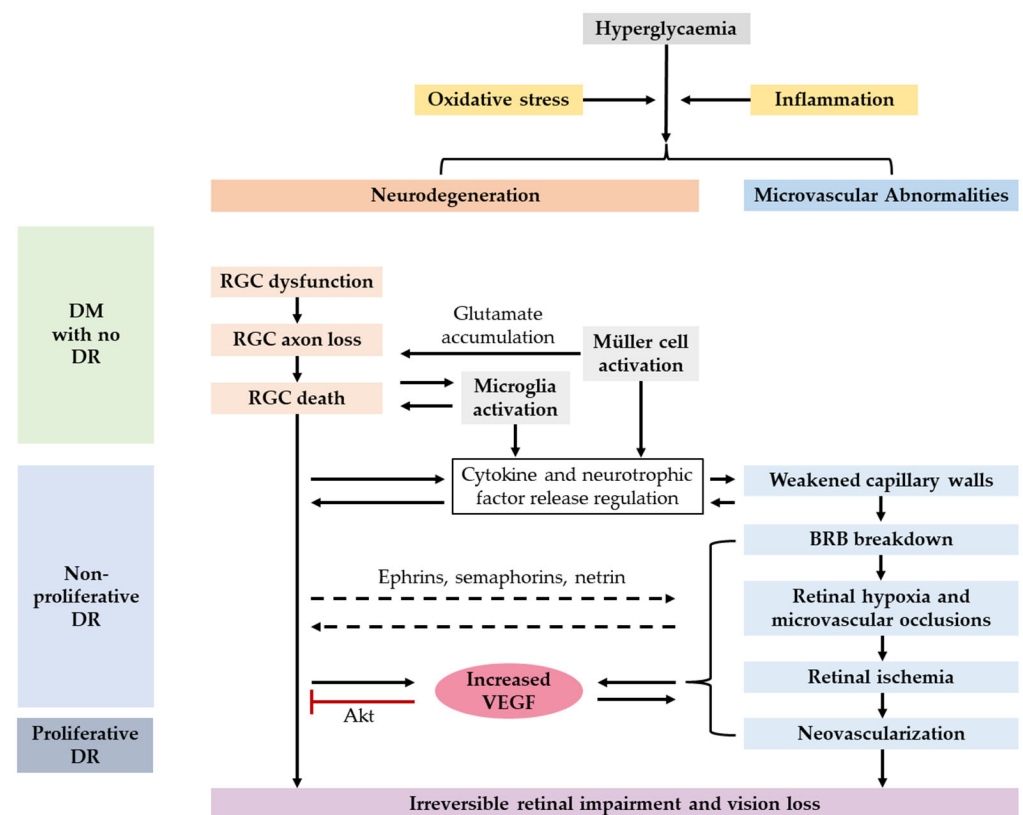 Hyperglycaemia
Oxidative stress
Inflammation
Neurodegeneration
Microvascular Abnormalities
DM
with no
DR
RGC dysfunction
RGC axon loss
RGC death
Glutamate
accumulation
Müller cell
activation
Microglia
activation
Non-
proliferative
DR
Cytokine and neurotrophic
factor release regulation
Weakened capillary walls
BRB breakdown
Ephrins, semaphorins, netrin
Retinal hypoxia and
microvascular occlusions
Increased
VEGF
Akt
Retinal ischemia
Proliferative
DR
Neovascularization
Irreversible retinal impairment and vision loss